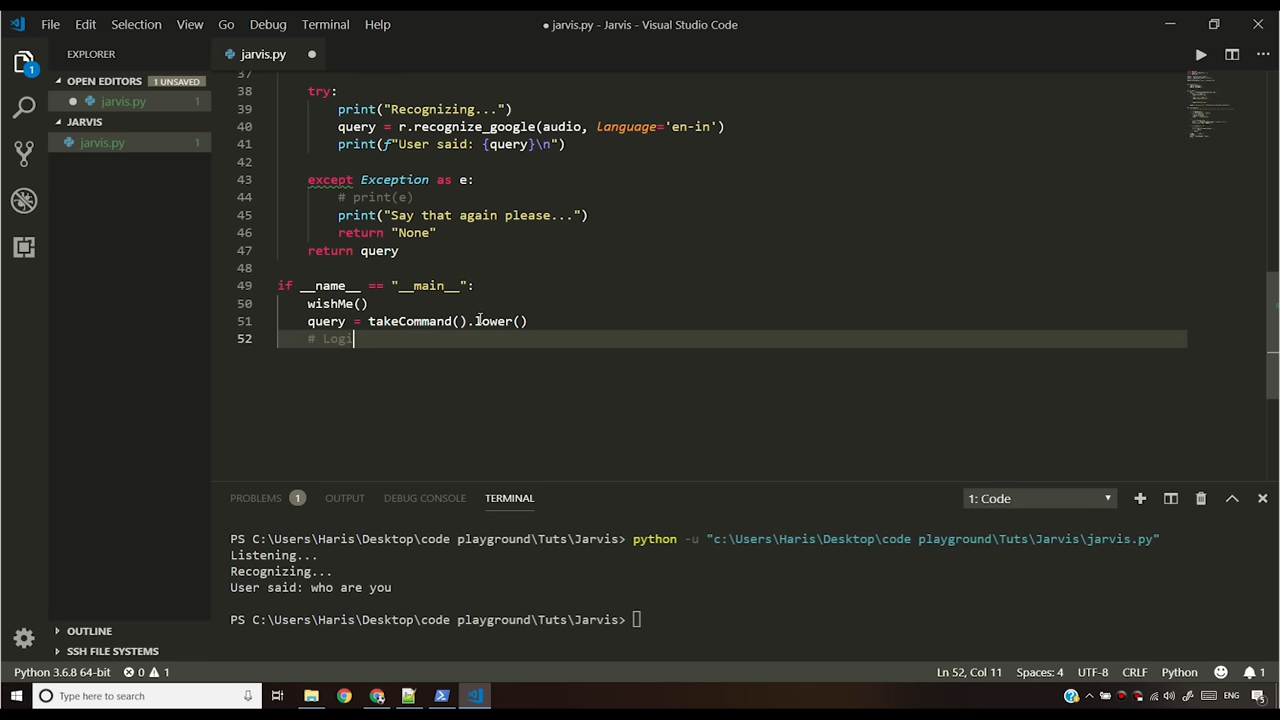 File Edit Selection View Go Debug Terminal Help
● jarvis.py - Jarvis - Visual Studio Code
EXPLORER
jarvis.py ●
OPEN EDITORS 1 UNSAVED
● jarvis.py 1
JARVIS
jarvis.py 1
1
37
38 try:
39 print("Recognizing...")
40 query = r.recognize_google(audio, language='en-in')
41 print(f"User said: {query}\n")
42
43 except Exception as e:
44 # print(e)
45 print("Say that again please...")
46 return "None"
47 return query
48
49 if __name__ == "__main__":
50 wishMe()
51 query = takeCommand().lower()
52 # Logi
PROBLEMS 1 OUTPUT DEBUG CONSOLE TERMINAL 1: Code
PS C:\Users\Haris\Desktop\code playground\Tuts\Jarvis> python -u "c:\Users\Haris\Desktop\code playground\Tuts\Jarvis\jarvis.py"
Listening...
Recognizing...
User said: who are you
PS C:\Users\Haris\Desktop\code playground\Tuts\Jarvis>
OUTLINE
SSH FILE SYSTEMS
Python 3.6.8 64-bit 0 1 Ln 52, Col 11 Spaces: 4 UTF-8 CRLF Python 1
Type here to search ENG 5